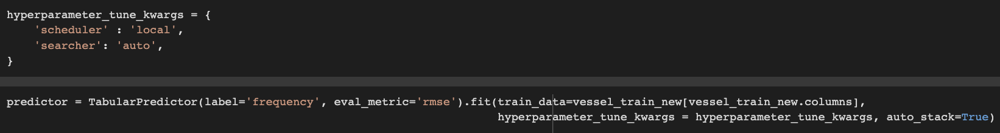 hyperparameter_tune_kwargs = {
    'scheduler' : 'local',
    'searcher': 'auto',
}
predictor = TabularPredictor(label='frequency', eval_metric='rmse').fit(train_data=vessel_train_new[vessel_train_new.columns],
                                                                        hyperparameter_tune_kwargs = hyperparameter_tune_kwargs, auto_stack=True)